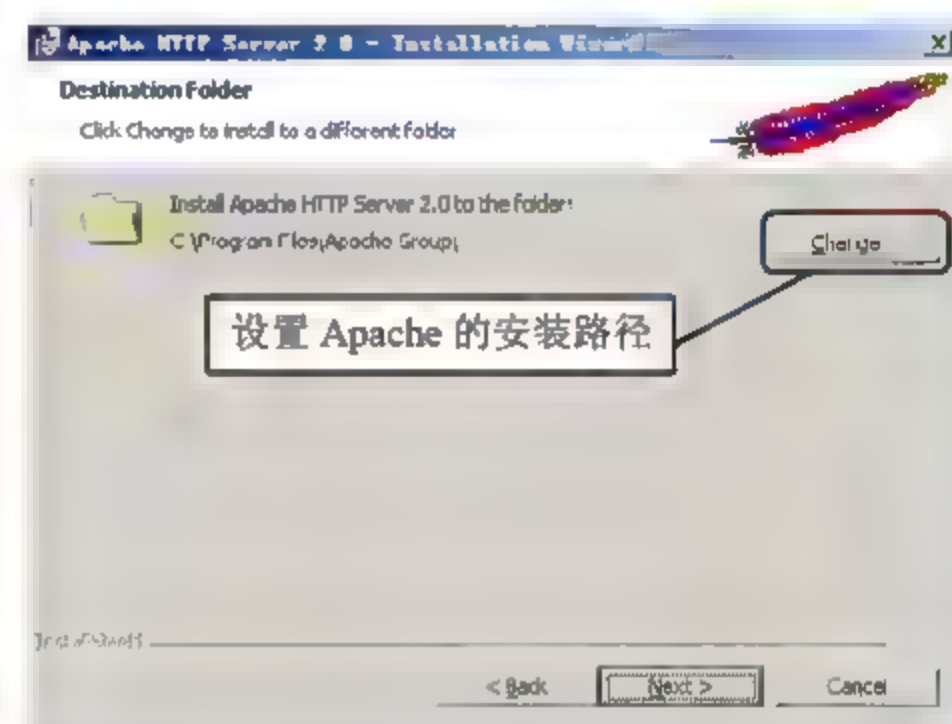 Apache HTTP Server 2.0 - Installation Wizard
Destination Folder
Click Change to install to a different folder
Install Apache HTTP Server 2.0 to the folder:
C:\Program Files\Apache Group\
Change
设置 Apache 的安装路径
InstallShield
< Back
Next >
Cancel